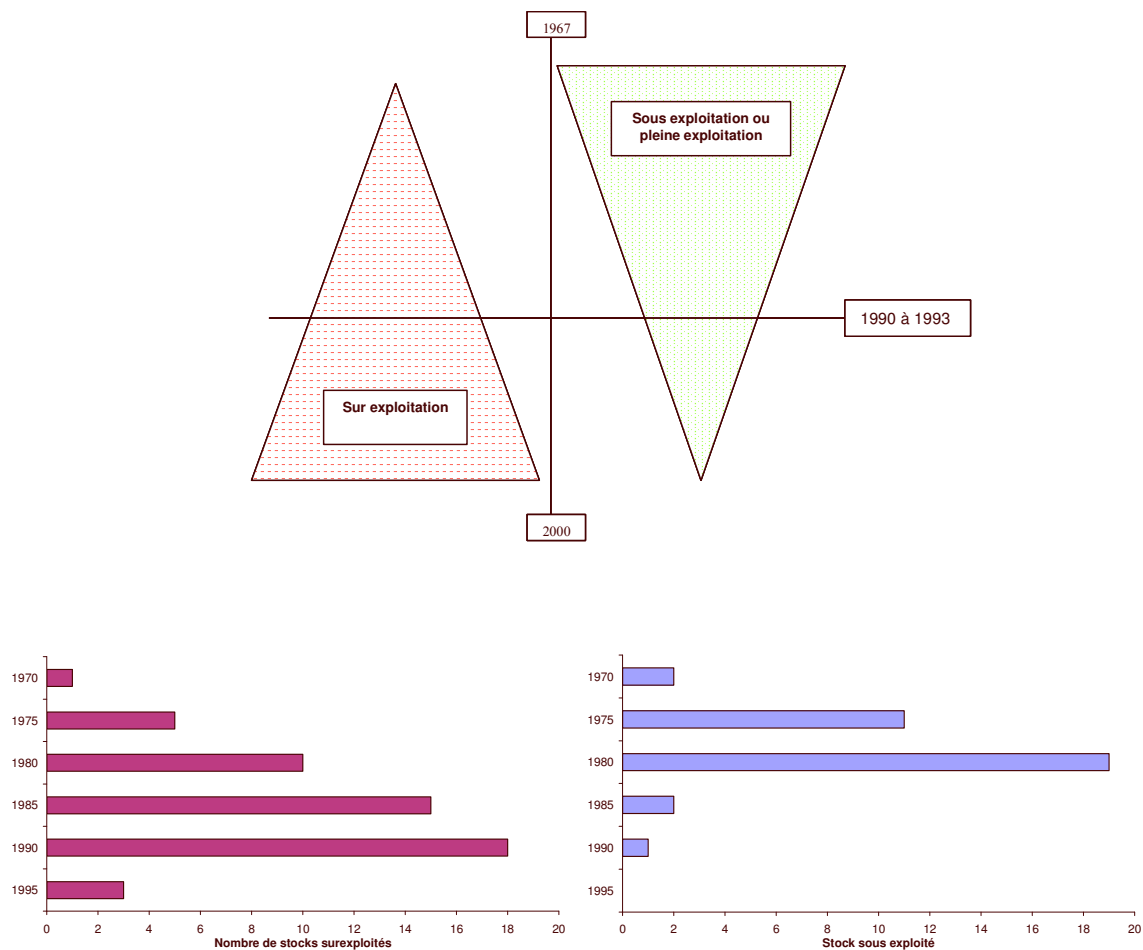 1967
Sous exploitation ou
pleine exploitation
1990 à 1993
Sur exploitation
2000
1970
1975
1980
1985
1990
1995
0 2 4 6 8 10 12 14 16 18 20
Nombre de stocks surexploités
1970
1975
1980
1985
1990
1995
0 2 4 6 8 10 12 14 16 18 20
Stock sous exploité